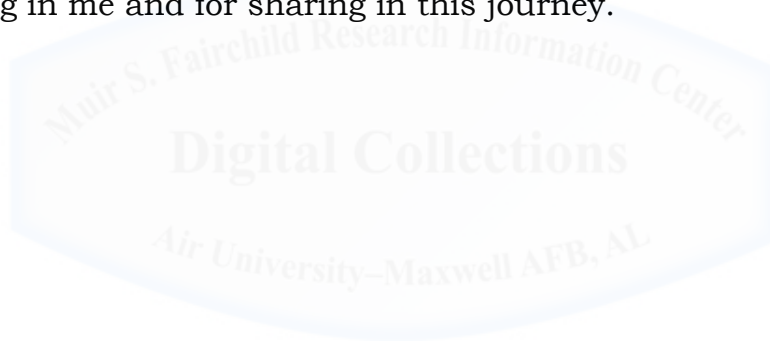 g in me and for sharing in this journey.
Muir S. Fairchild Research Information Center
Digital Collections
Air University–Maxwell AFB, AL